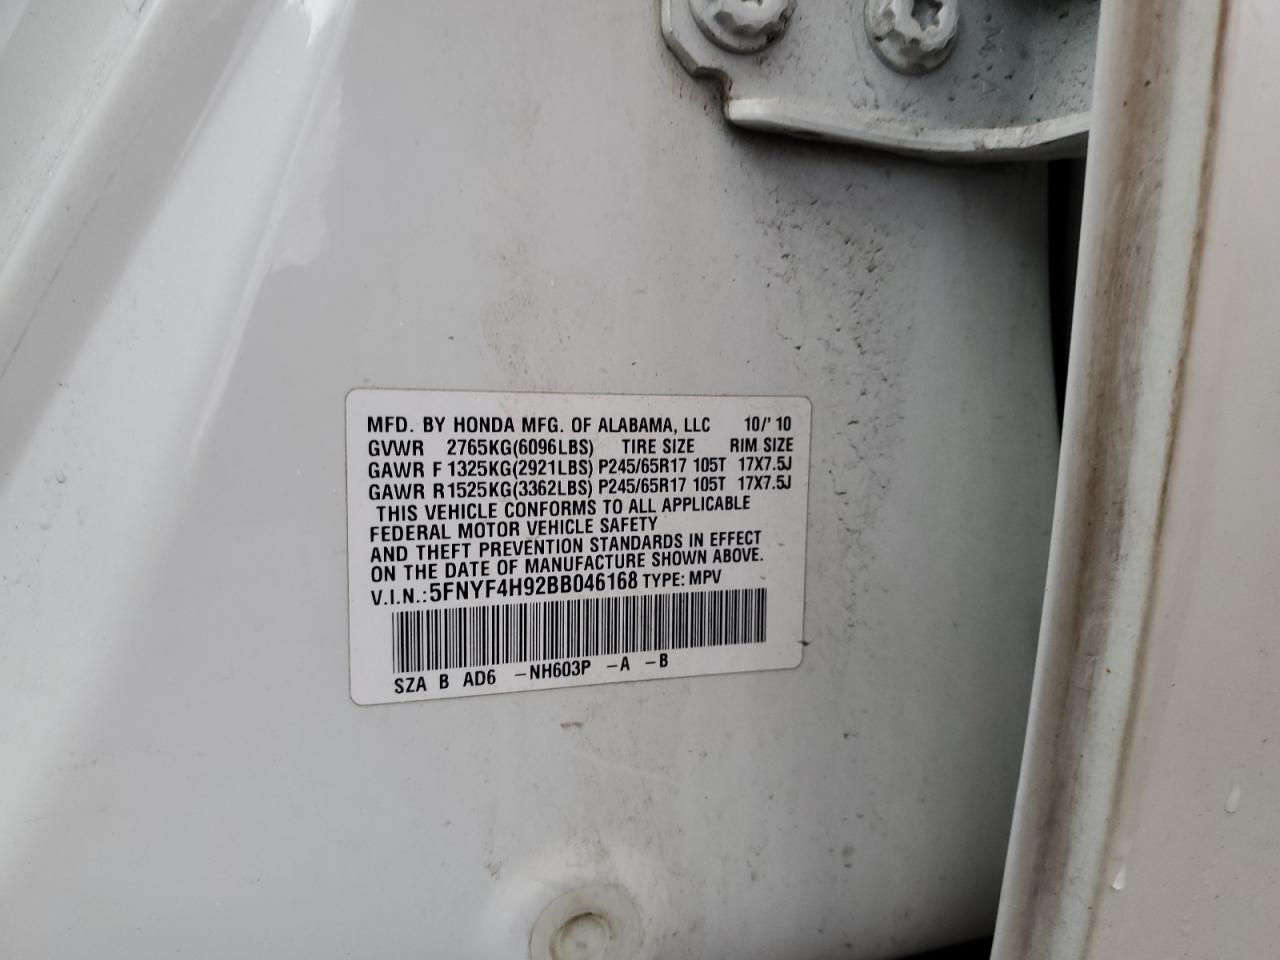 MFD. BY HONDA MFG. OF ALABAMA, LLC 10/'10
GVWR 2765KG(6096LBS) TIRE SIZE RIM SIZE
GAWR F 1325KG(2921LBS) P245/65R17 105T 17X7.5J
GAWR R1525KG(3362LBS) P245/65R17 105T 17X7.5J
THIS VEHICLE CONFORMS TO ALL APPLICABLE
FEDERAL MOTOR VEHICLE SAFETY
AND THEFT PREVENTION STANDARDS IN EFFECT
ON THE DATE OF MANUFACTURE SHOWN ABOVE.
V.I.N.:5FNYF4H92BB046168 TYPE: MPV
SZA B AD6 -NH603P -A -B